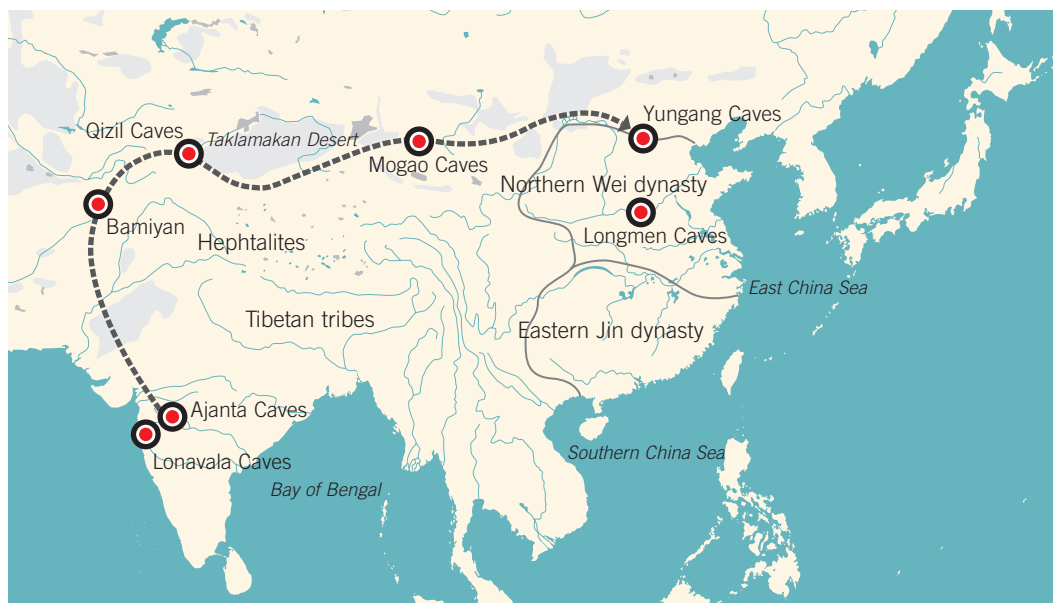 Yungang Caves
Qizil Caves
Taklamakan Desert
Mogao Caves
Northern Wei dynasty
Bamiyan
Longmen Caves
Hephtalites
East China Sea
Tibetan tribes
Eastern Jin dynasty
Ajanta Caves
Southern China Sea
Lonavala Caves
Bay of Bengal